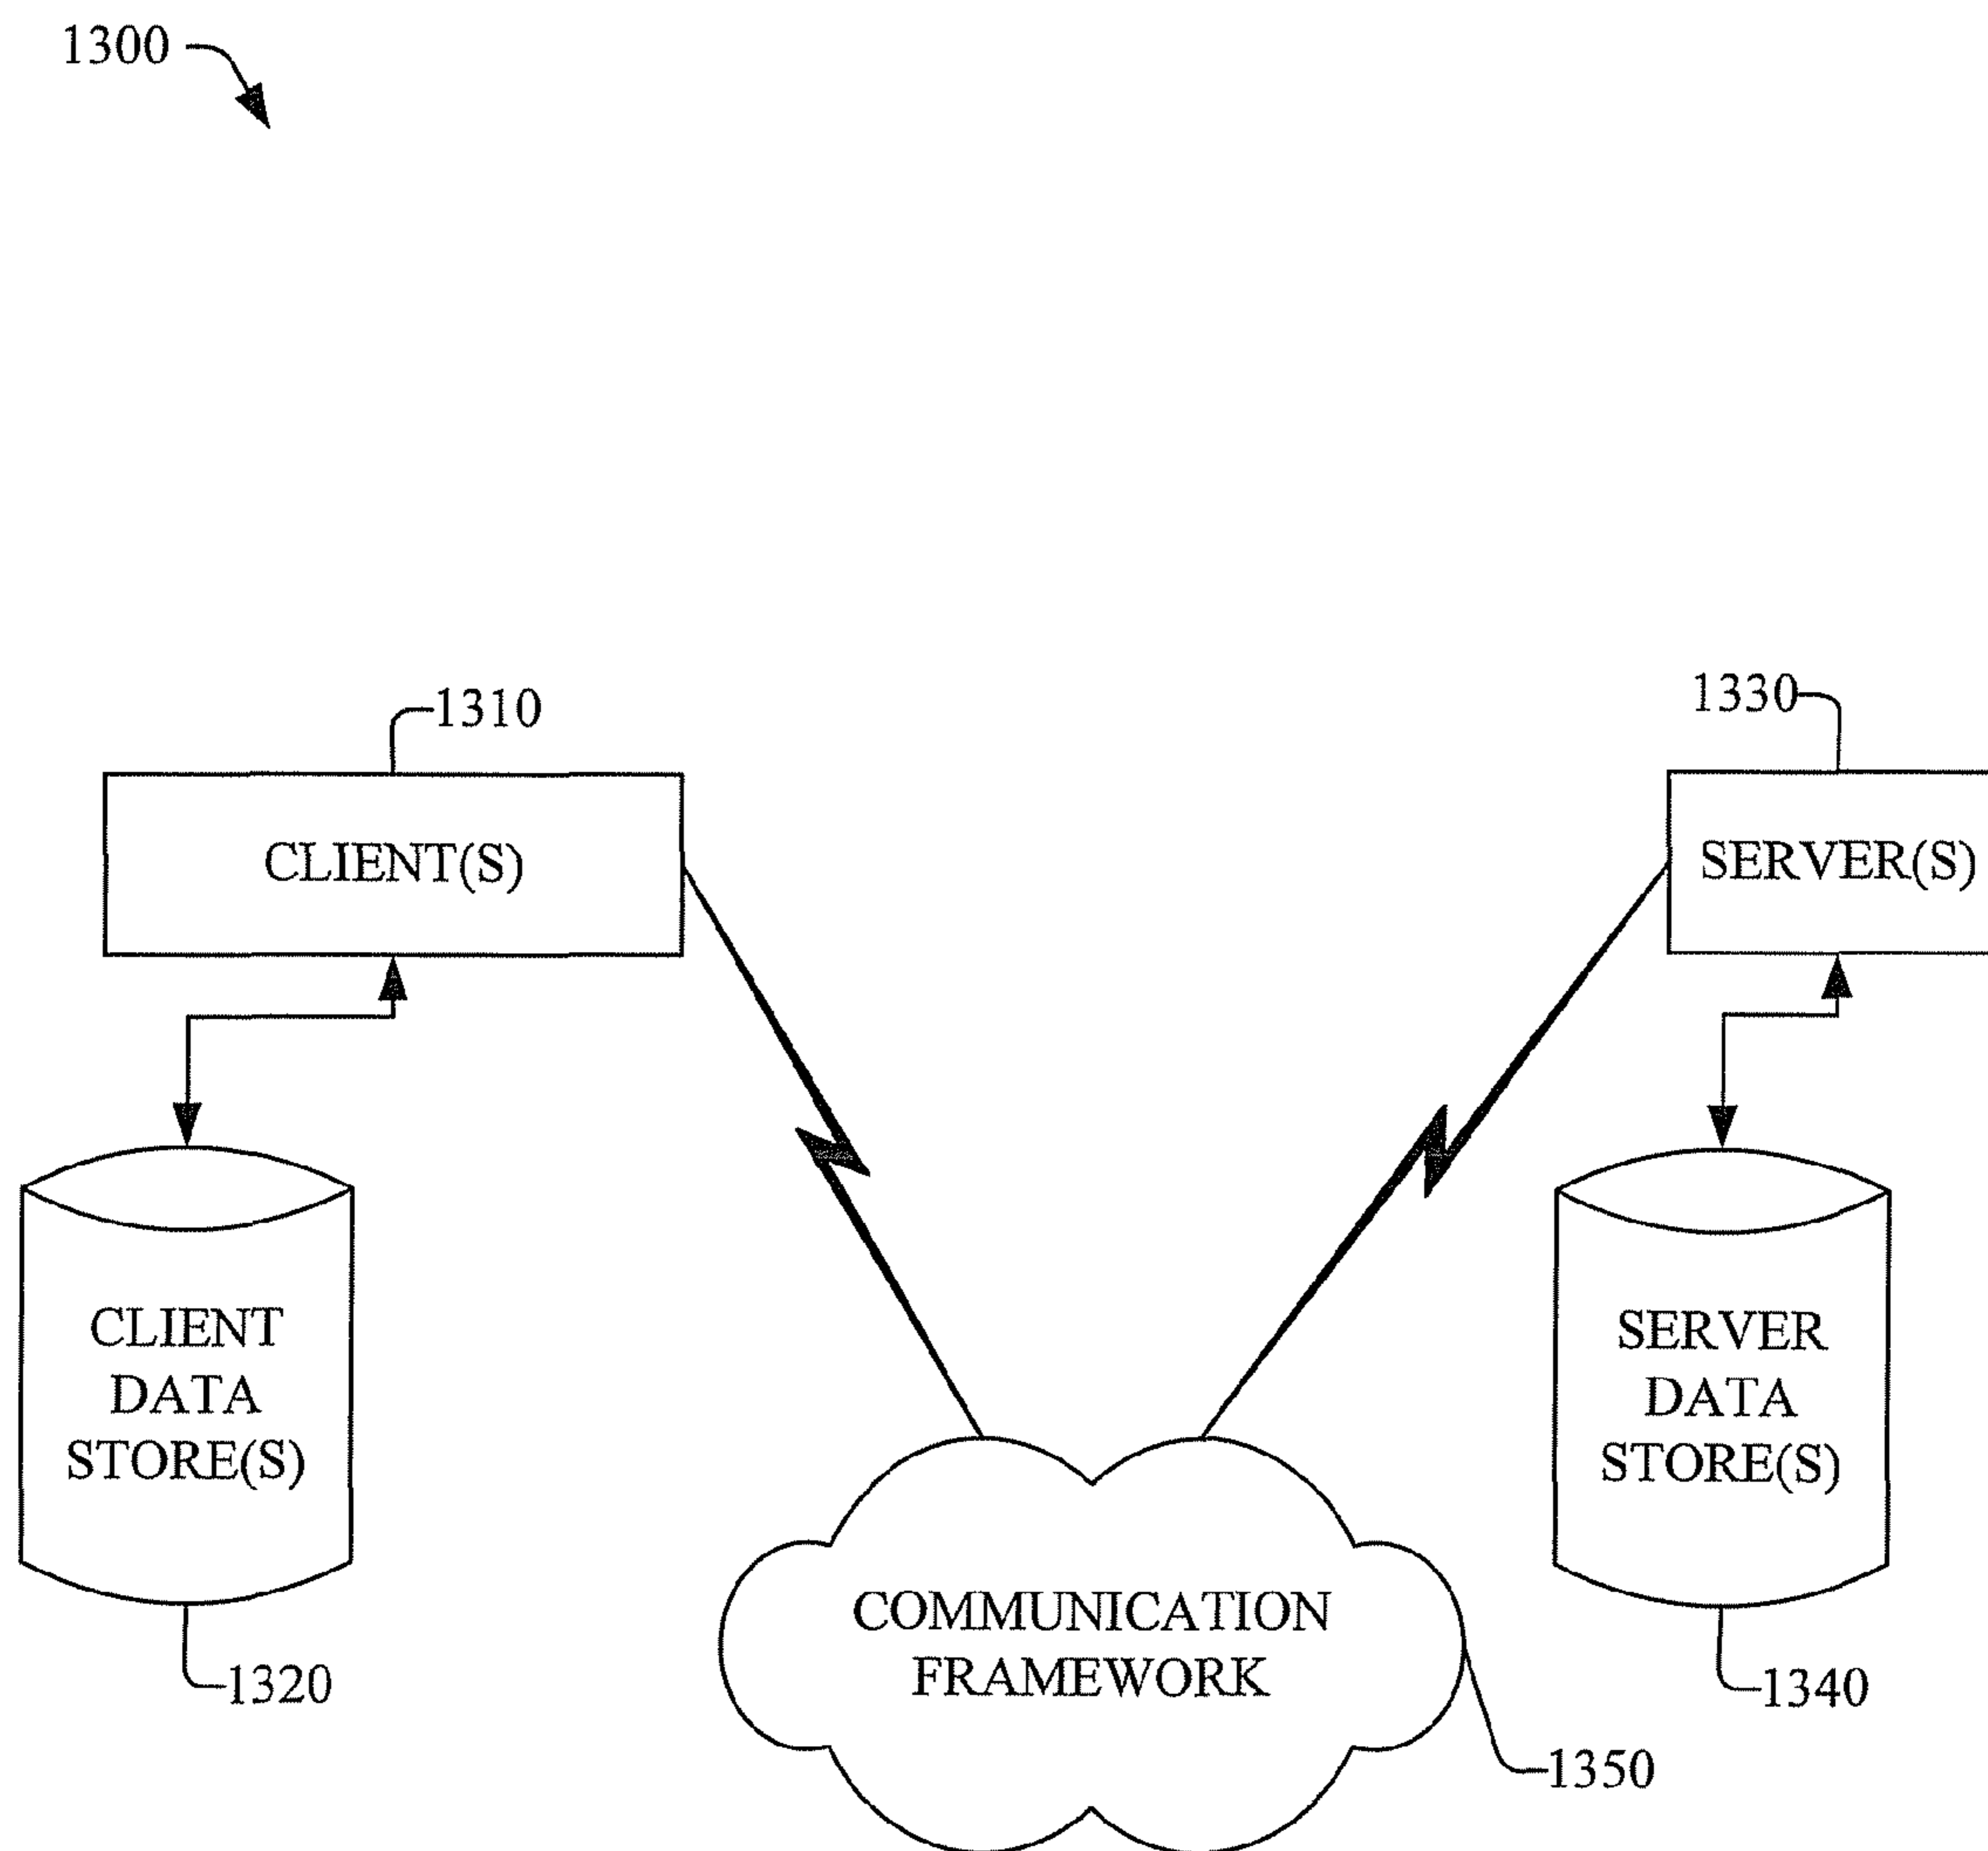 1300
1310
1330
CLIENT(S)
SERVER(S)
CLIENT
DATA
STORE(S)
SERVER
DATA
STORE(S)
COMMUNICATION
FRAMEWORK
1320
1340
1350